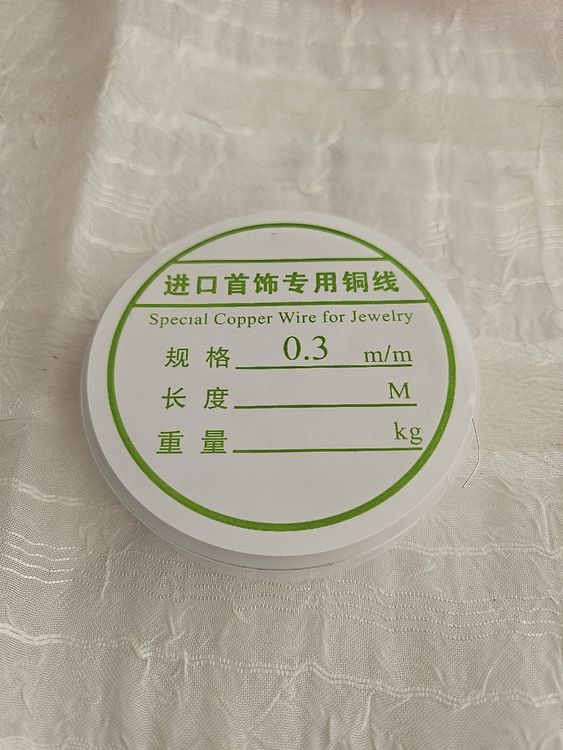 进口首饰专用铜线
Special Copper Wire for Jewelry
规格 0.3 m/m
长度 M
重量 kg